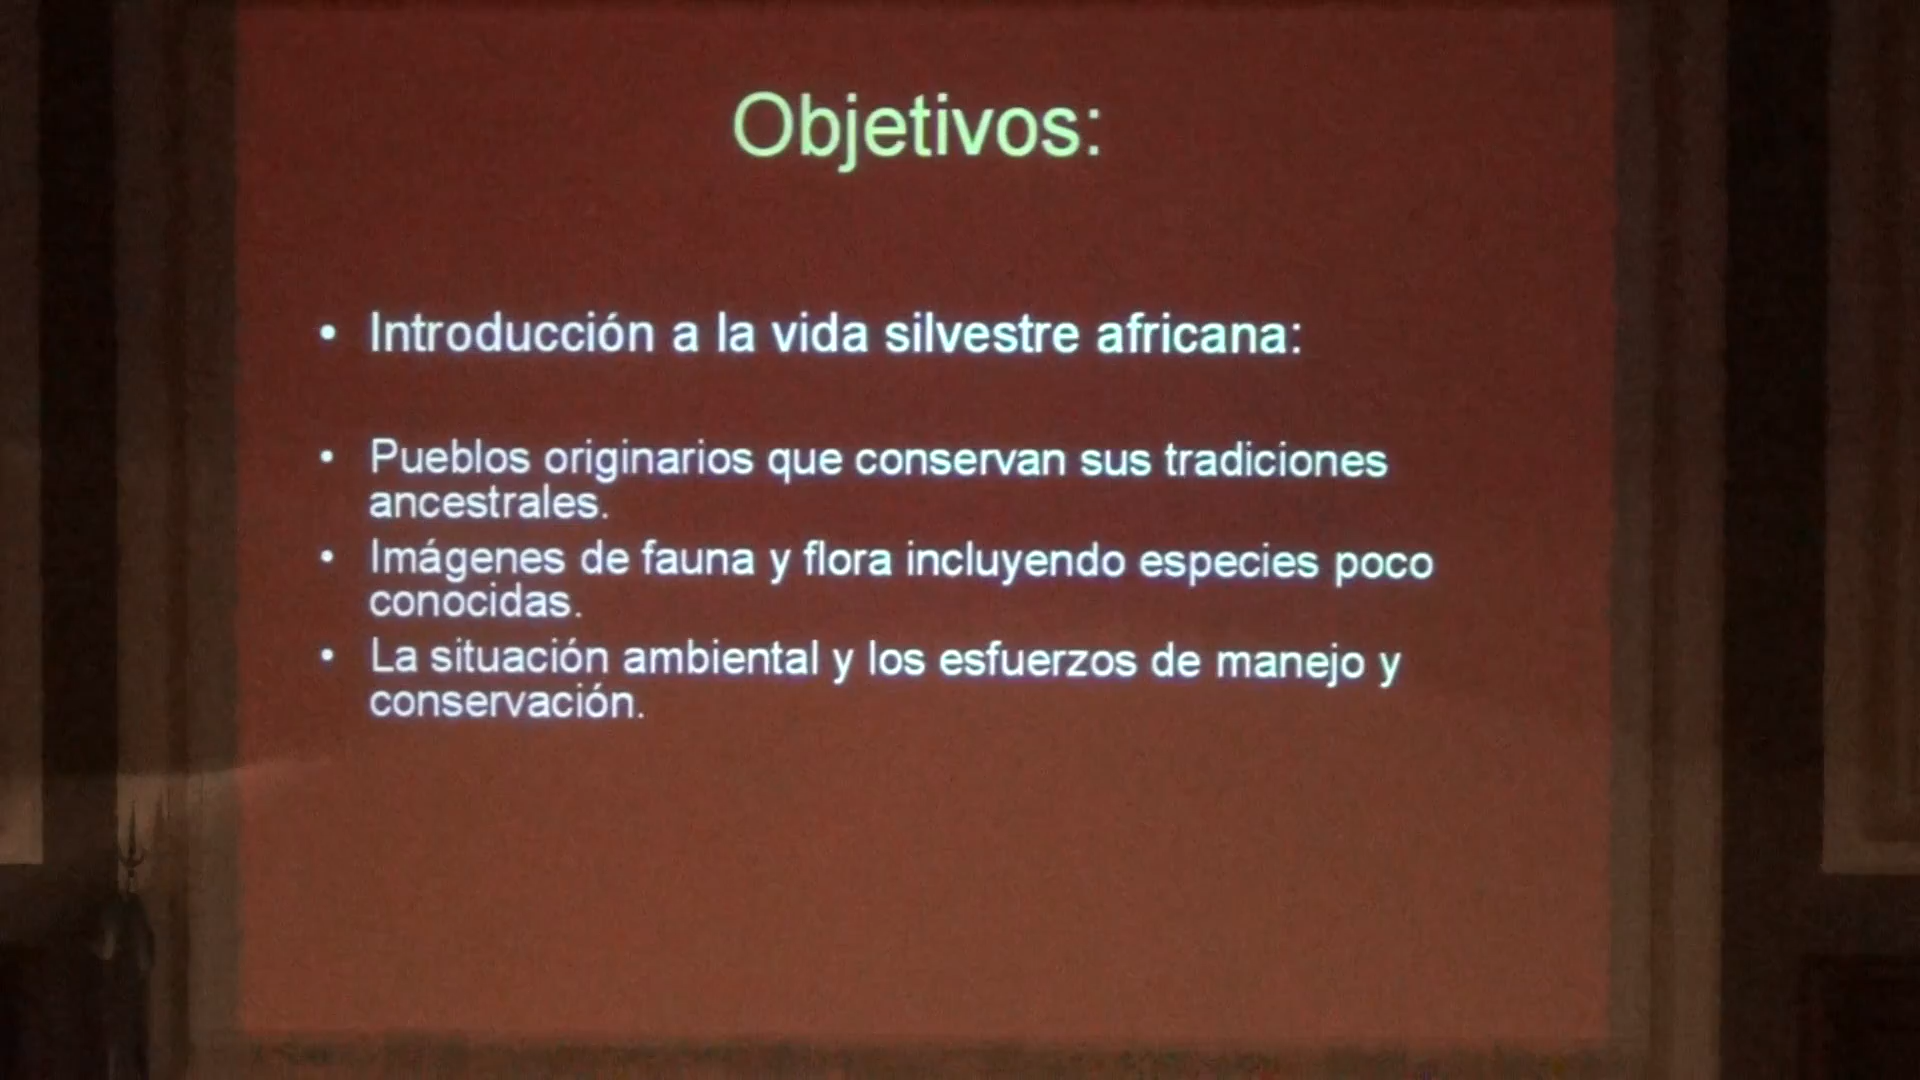 Objetivos:
• Introducción a la vida silvestre africana:
• Pueblos originarios que conservan sus tradiciones
ancestrales.
• Imágenes de fauna y flora incluyendo especies poco
conocidas.
• La situación ambiental y los esfuerzos de manejo y
conservación.